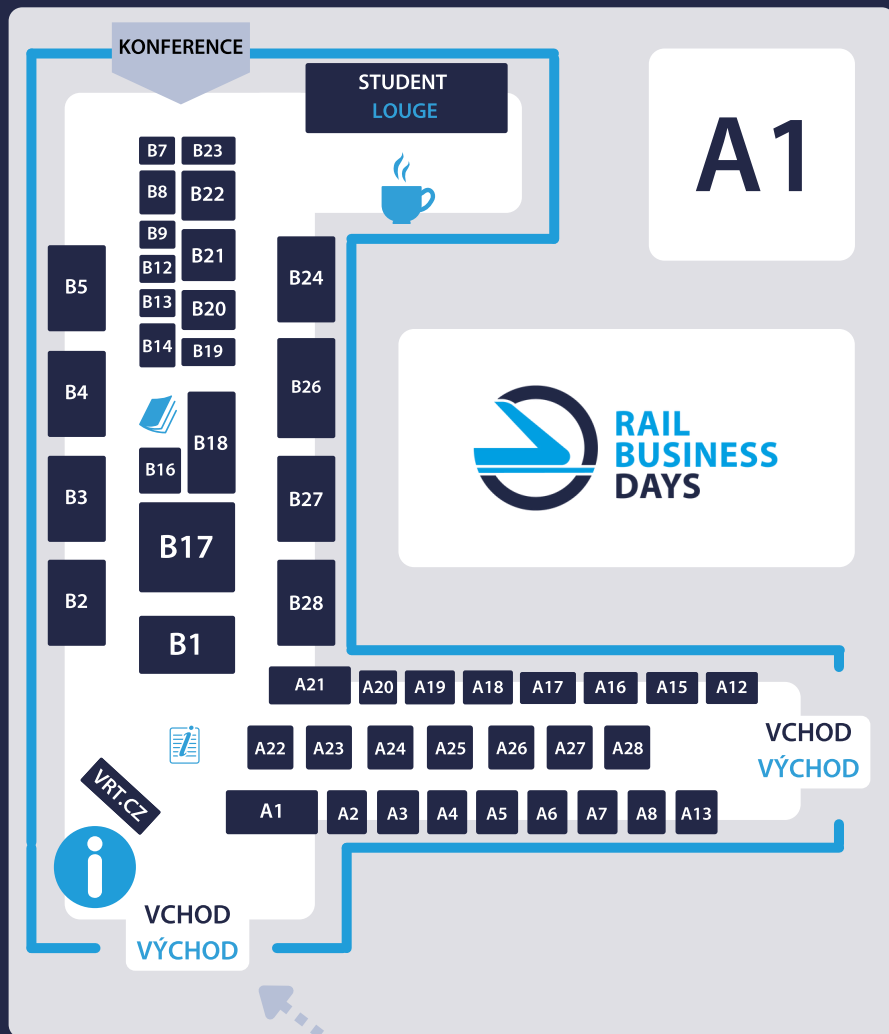 KONFERENCE
STUDENT
LOUGE
A1
B7
B23
B8
B22
B9
B21
B12
B13
B20
B14
B19
B5
B24
B4
B26
B18
B16
B3
B27
B17
B2
B28
B1
RAIL
BUSINESS
DAYS
A21
A20
A19
A18
A17
A16
A15
A12
A22
A23
A24
A25
A26
A27
A28
VCHOD
VÝCHOD
VRT.CZ
i
A1
A2
A3
A4
A5
A6
A7
A8
A13
i
VCHOD
VÝCHOD